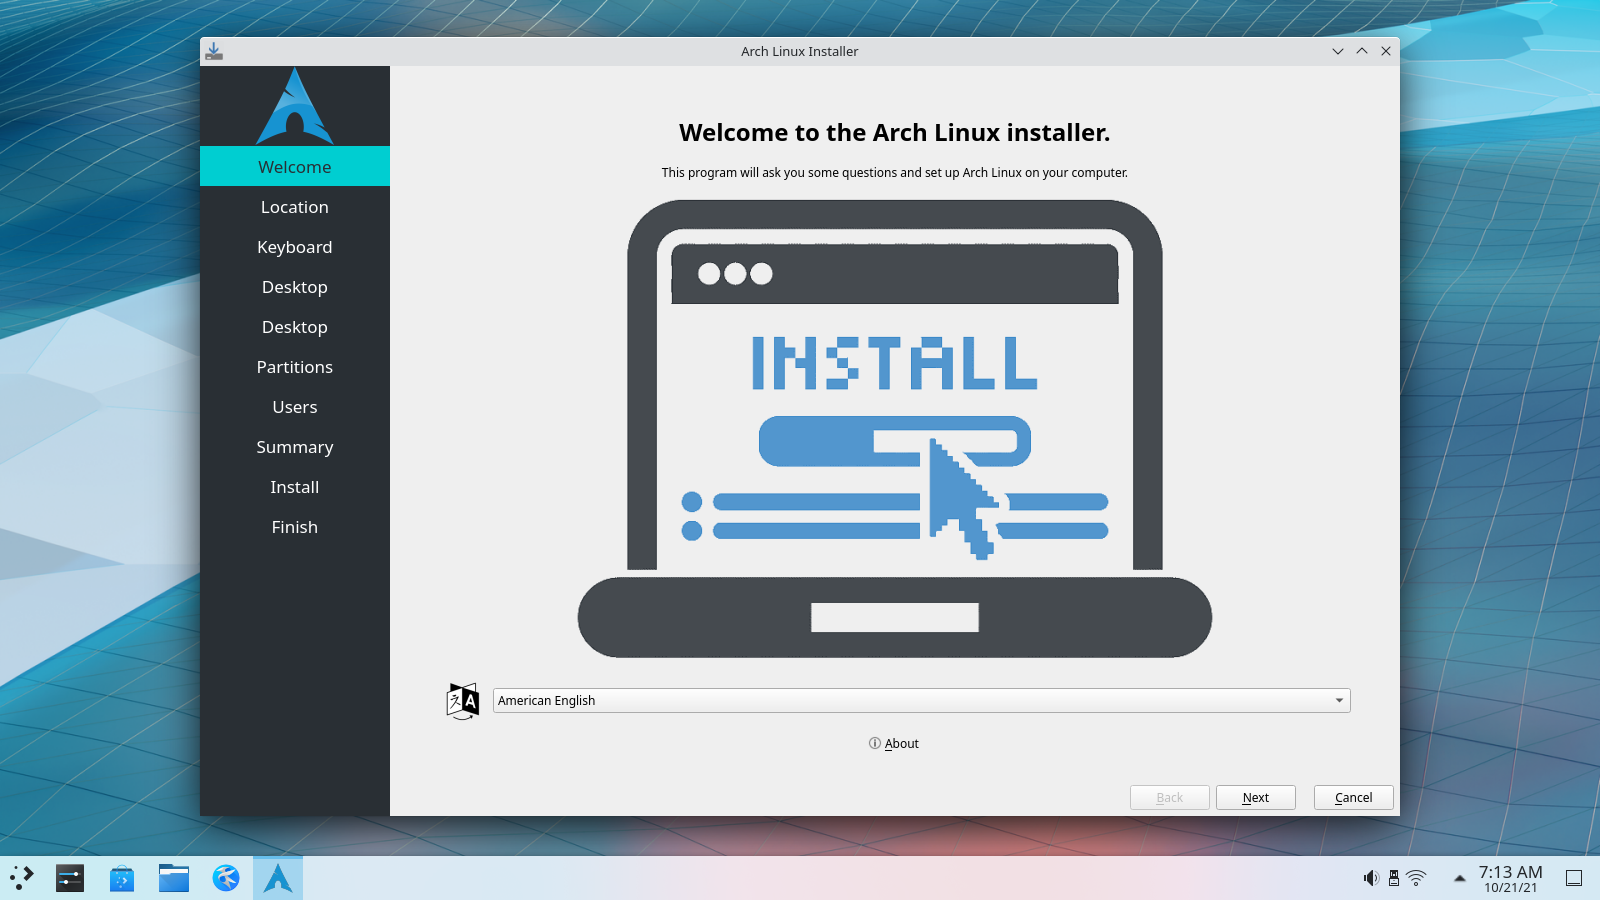 Arch Linux Installer
Welcome
Location
Keyboard
Desktop
Desktop
Partitions
Users
Summary
Install
Finish
Welcome to the Arch Linux installer.
This program will ask you some questions and set up Arch Linux on your computer.
INSTALL
文 A
American English
About
Back
Next
Cancel
7:13 AM
10/21/21